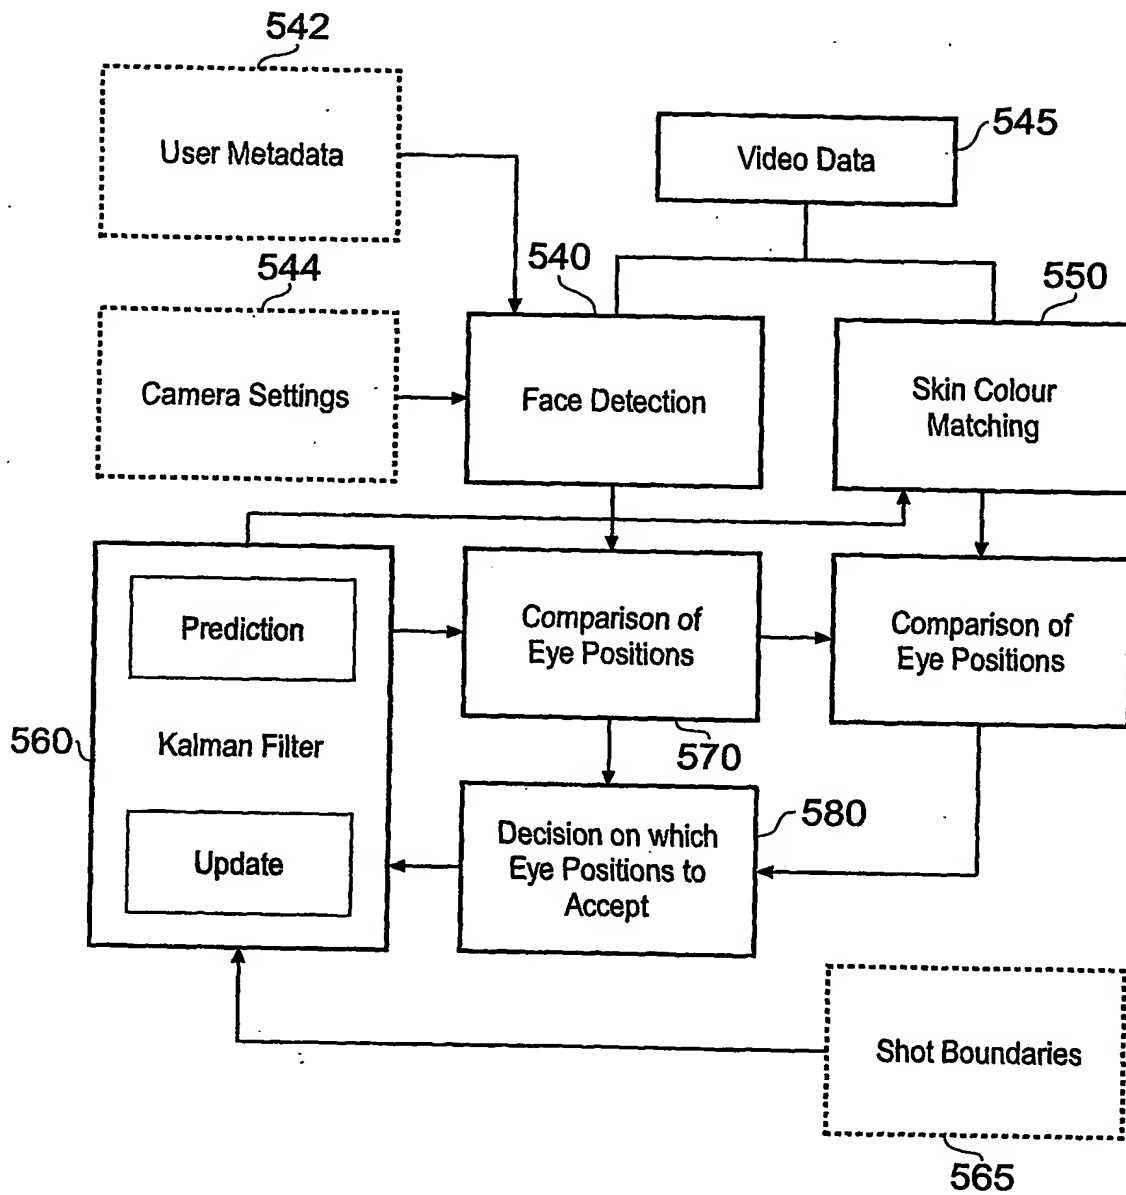 542
User Metadata
Video Data
545
544
540
550
Camera Settings
Face Detection
Skin Colour
Matching
Prediction
Comparison of
Eye Positions
Comparison of
Eye Positions
560
Kalman Filter
570
580
Update
Decision on which
Eye Positions to
Accept
Shot Boundaries
565